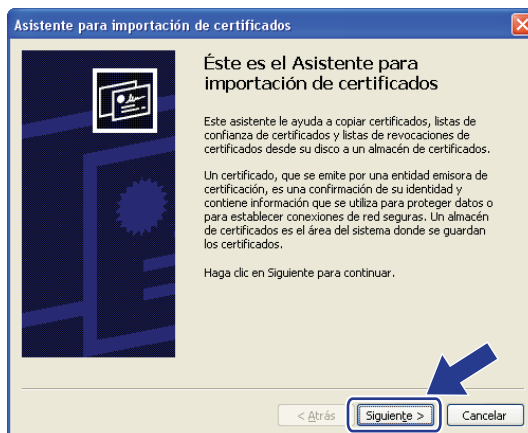 Asistente para importación de certificados
Éste es el Asistente para
importación de certificados
Este asistente le ayuda a copiar certificados, listas de
confianza de certificados y listas de revocaciones de
certificados desde su disco a un almacén de certificados.
Un certificado, que se emite por una entidad emisora de
certificación, es una confirmación de su identidad y
contiene información que se utiliza para proteger datos o
para establecer conexiones de red seguras. Un almacén
de certificados es el área del sistema donde se guardan
los certificados.
Haga clic en Siguiente para continuar.
< Atrás Siguiente > Cancelar